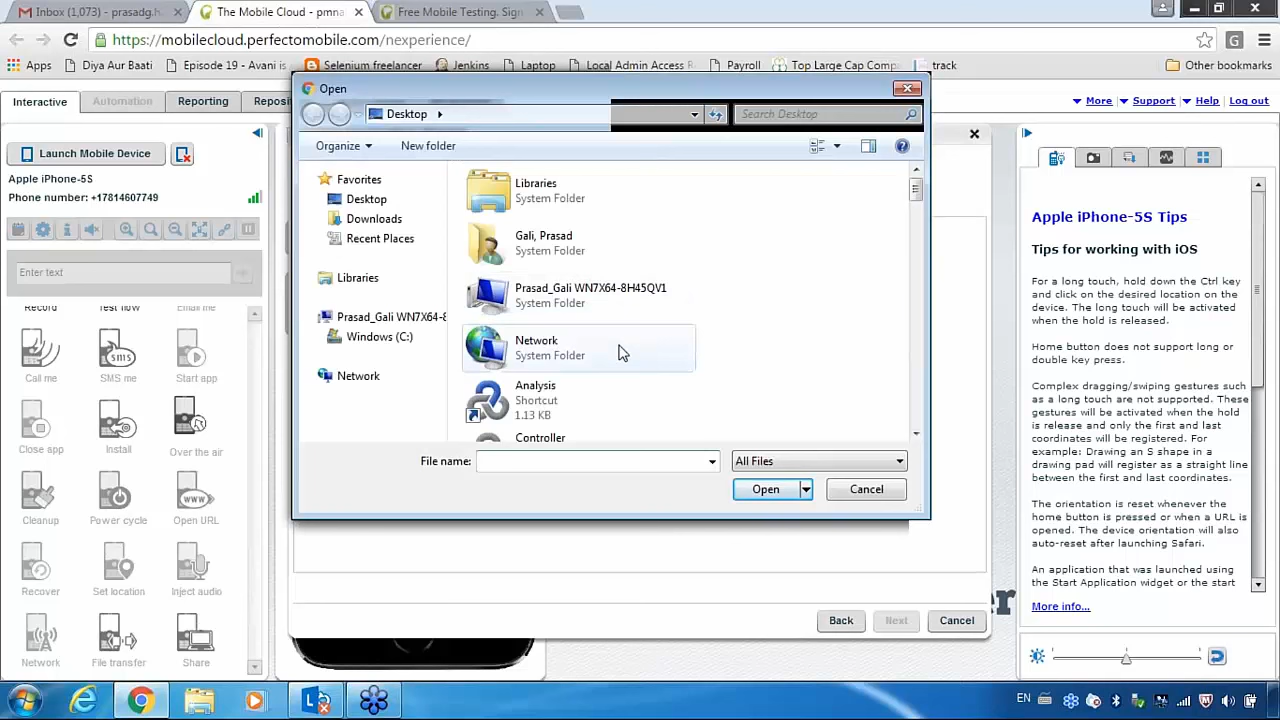 Inbox (1,073) - prasadg.h
The Mobile Cloud - pmna
Free Mobile Testing. Sign
https://mobilecloud.perfectomobile.com/nexperience/
Apps
Diya Aur Baati
Episode 19 - Avani is
Selenium freelancer
Jenkins
Laptop
Local Admin Access R
Payroll
Top Large Cap Comp
track
Other bookmarks
Open
Interactive
Automation
Reporting
Reposi
More
Support
Help
Log out
Desktop
Search Desktop
Organize
New folder
Launch Mobile Device
Apple iPhone-5S
Phone number: +17814607749
Enter text
Record
Test flow
Email me
Call me
SMS me
Start app
Close app
Install
Over the air
Cleanup
Power cycle
Open URL
Recover
Set location
Inject audio
Network
File transfer
Share
Favorites
Desktop
Downloads
Recent Places
Libraries
Prasad_Gali WN7X64-8
Windows (C:)
Network
Libraries
System Folder
Gali, Prasad
System Folder
Prasad_Gali WN7X64-8H45QV1
System Folder
Network
System Folder
Analysis
Shortcut
1.13 KB
Controller
File name:
All Files
Open
Cancel
er
Back
Next
Cancel
Apple iPhone-5S Tips
Tips for working with iOS
For a long touch, hold down the Ctrl key
and click on the desired location on
the device. The long touch will be activated
when the hold is released.
Home button does not support long or
double key press.
Complex dragging/swiping gestures such
as a long touch are not supported. These
gestures will be activated when the hold
is release and only the first and last
coordinates will be registered. For
example: Drawing an S shape in a
drawing pad will register as a straight line
between the first and last coordinates.
The orientation is reset whenever the
home button is pressed or when a URL is
opened. The device orientation will also
auto-reset after launching Safari.
An application that was launched using
the Start Application widget or the start
More info...
EN